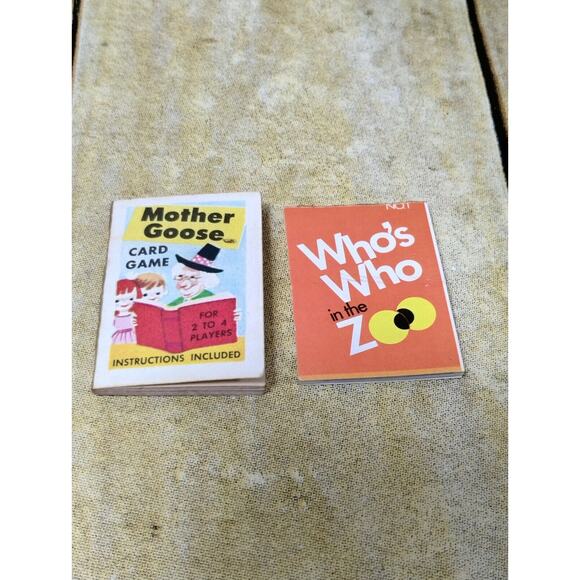 Mother
Goose
CARD
GAME
FOR
2 TO 4
PLAYERS
INSTRUCTIONS INCLUDED
Who's
Who
in the
Zoo